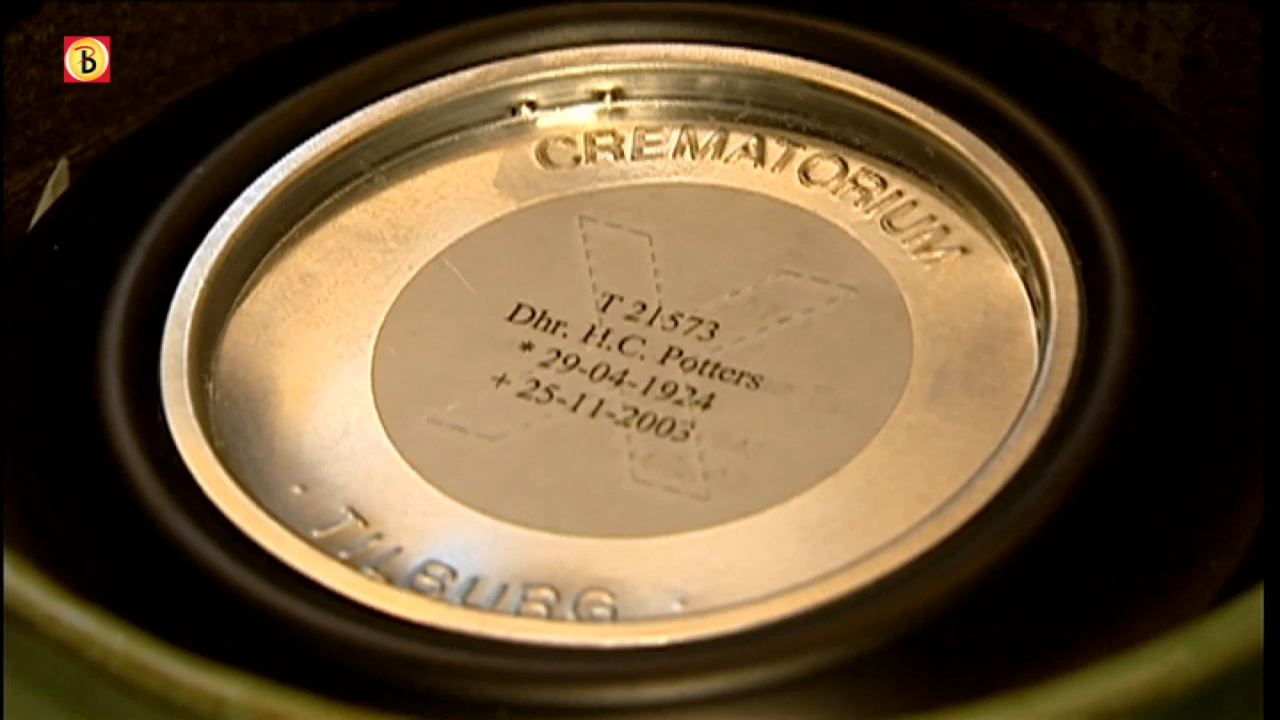 B
CREMATORIUM
T 21573
Dhr. H.C. Potters
* 29-04-1924
+ 25-11-2003
TILBURG